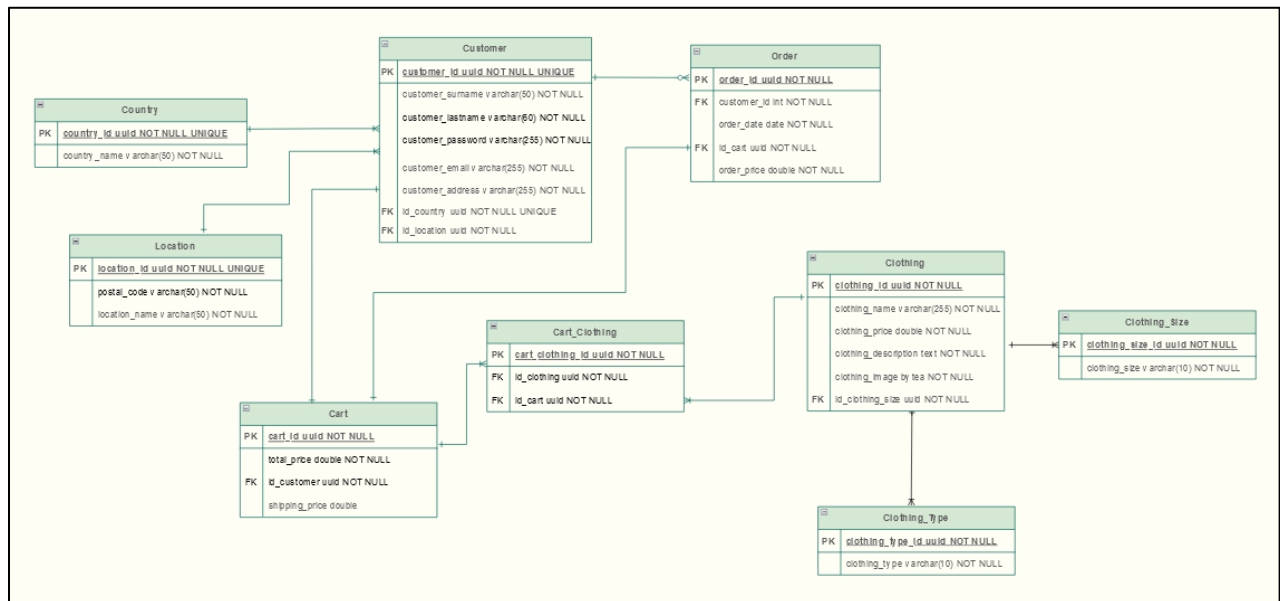 Customer
PK customer_id uuid NOT NULL UNIQUE
customer_surname varchar(50) NOT NULL
customer_lastname varchar(60) NOT NULL
customer_password varchar(255) NOT NULL
customer_email varchar(255) NOT NULL
customer_address varchar(255) NOT NULL
FK id_country uuid NOT NULL UNIQUE
FK id_location uuid NOT NULL
Order
PK order_id uuid NOT NULL
FK customer_id int NOT NULL
order_date date NOT NULL
FK id_cart uuid NOT NULL
order_price double NOT NULL
Country
PK country_id uuid NOT NULL UNIQUE
country_name varchar(50) NOT NULL
Location
PK location_id uuid NOT NULL UNIQUE
postal_code varchar(50) NOT NULL
location_name varchar(50) NOT NULL
Clothing
PK clothing_id uuid NOT NULL
clothing_name varchar(255) NOT NULL
clothing_price double NOT NULL
clothing_description text NOT NULL
clothing_image bytea NOT NULL
FK id_clothing_size uuid NOT NULL
Clothing_Size
PK clothing_size_id uuid NOT NULL
clothing_size varchar(10) NOT NULL
Cart_Clothing
PK cart_clothing_id uuid NOT NULL
FK id_clothing uuid NOT NULL
FK id_cart uuid NOT NULL
Cart
PK cart_id uuid NOT NULL
total_price double NOT NULL
FK id_customer uuid NOT NULL
shipping_price double
Clothing_Type
PK clothing_type_id uuid NOT NULL
clothing_type varchar(10) NOT NULL